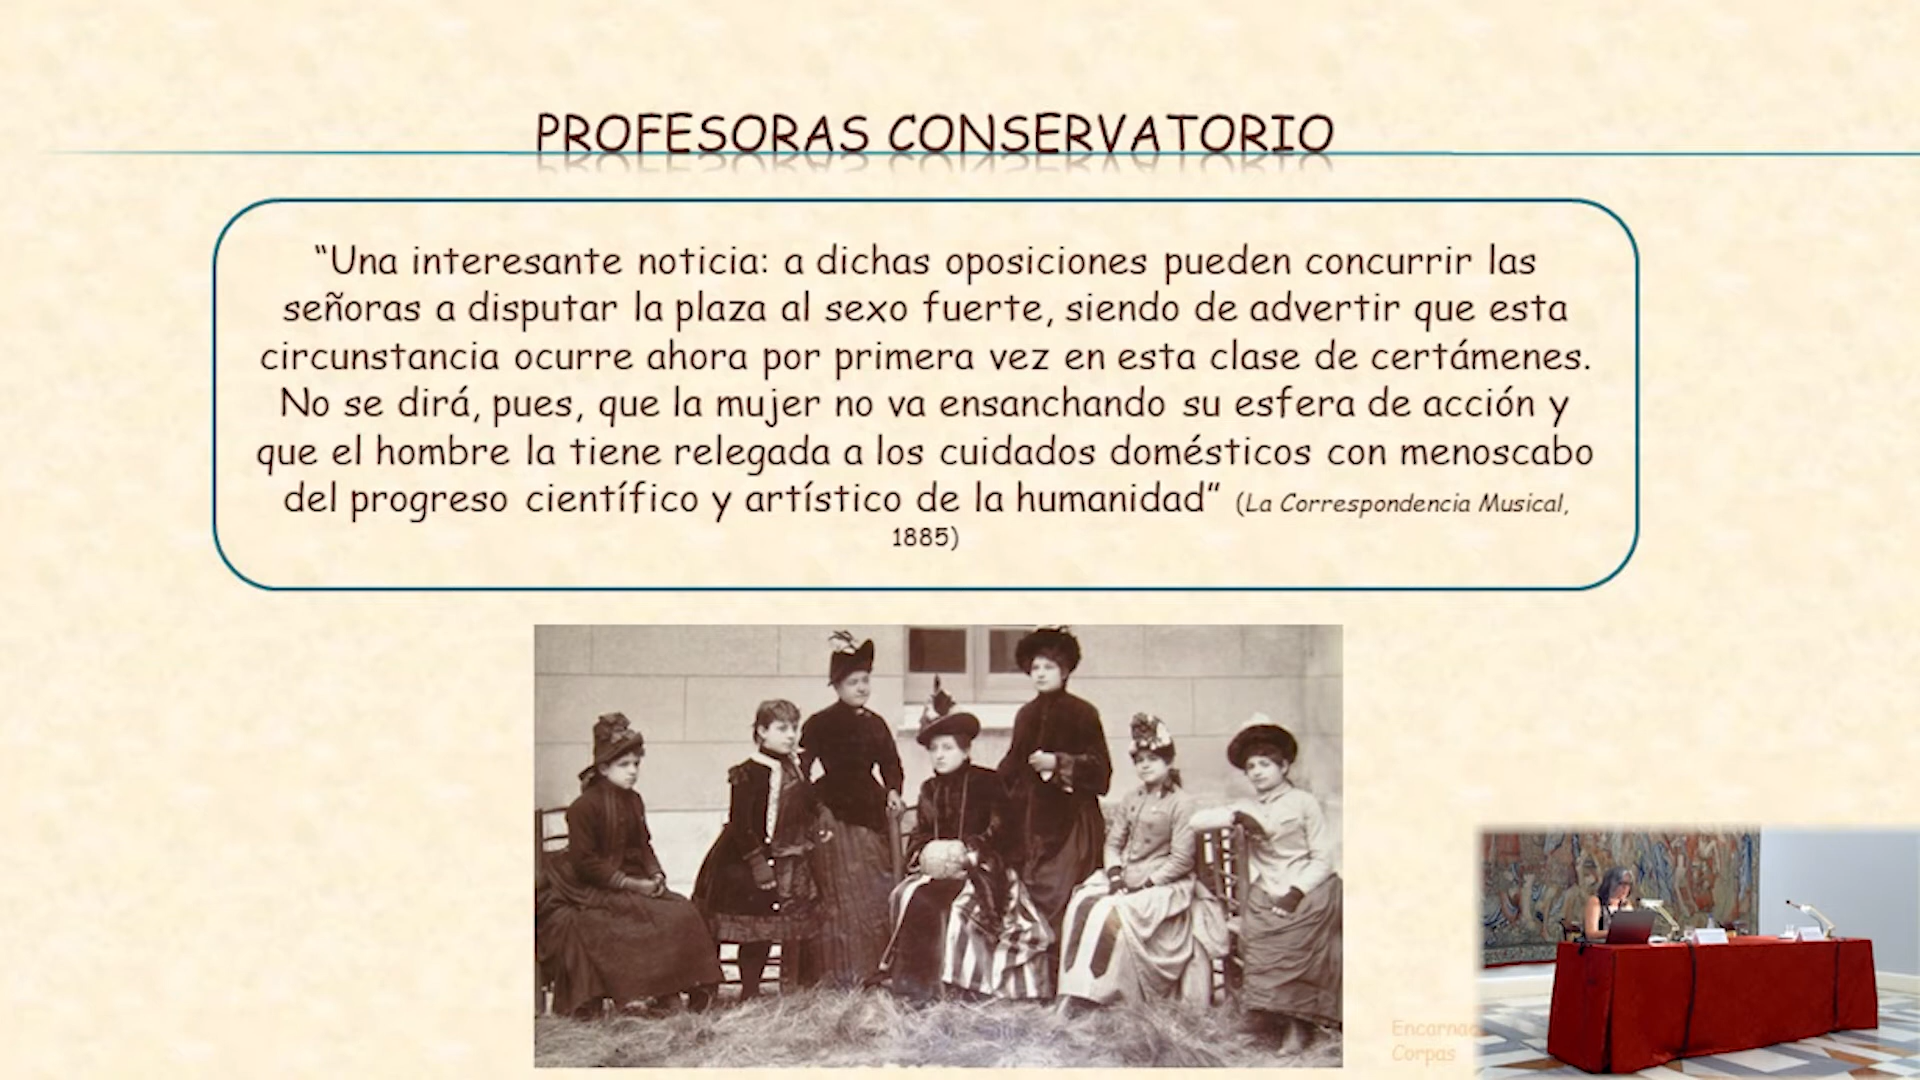 PROFESORAS CONSERVATORIO
“Una interesante noticia: a dichas oposiciones pueden concurrir las
señoras a disputar la plaza al sexo fuerte, siendo de advertir que esta
circunstancia ocurre ahora por primera vez en esta clase de certámenes.
No se dirá, pues, que la mujer no va ensanchando su esfera de acción y
que el hombre la tiene relegada a los cuidados domésticos con menoscabo
del progreso científico y artístico de la humanidad” (La Correspondencia Musical,
1885)
Corpas